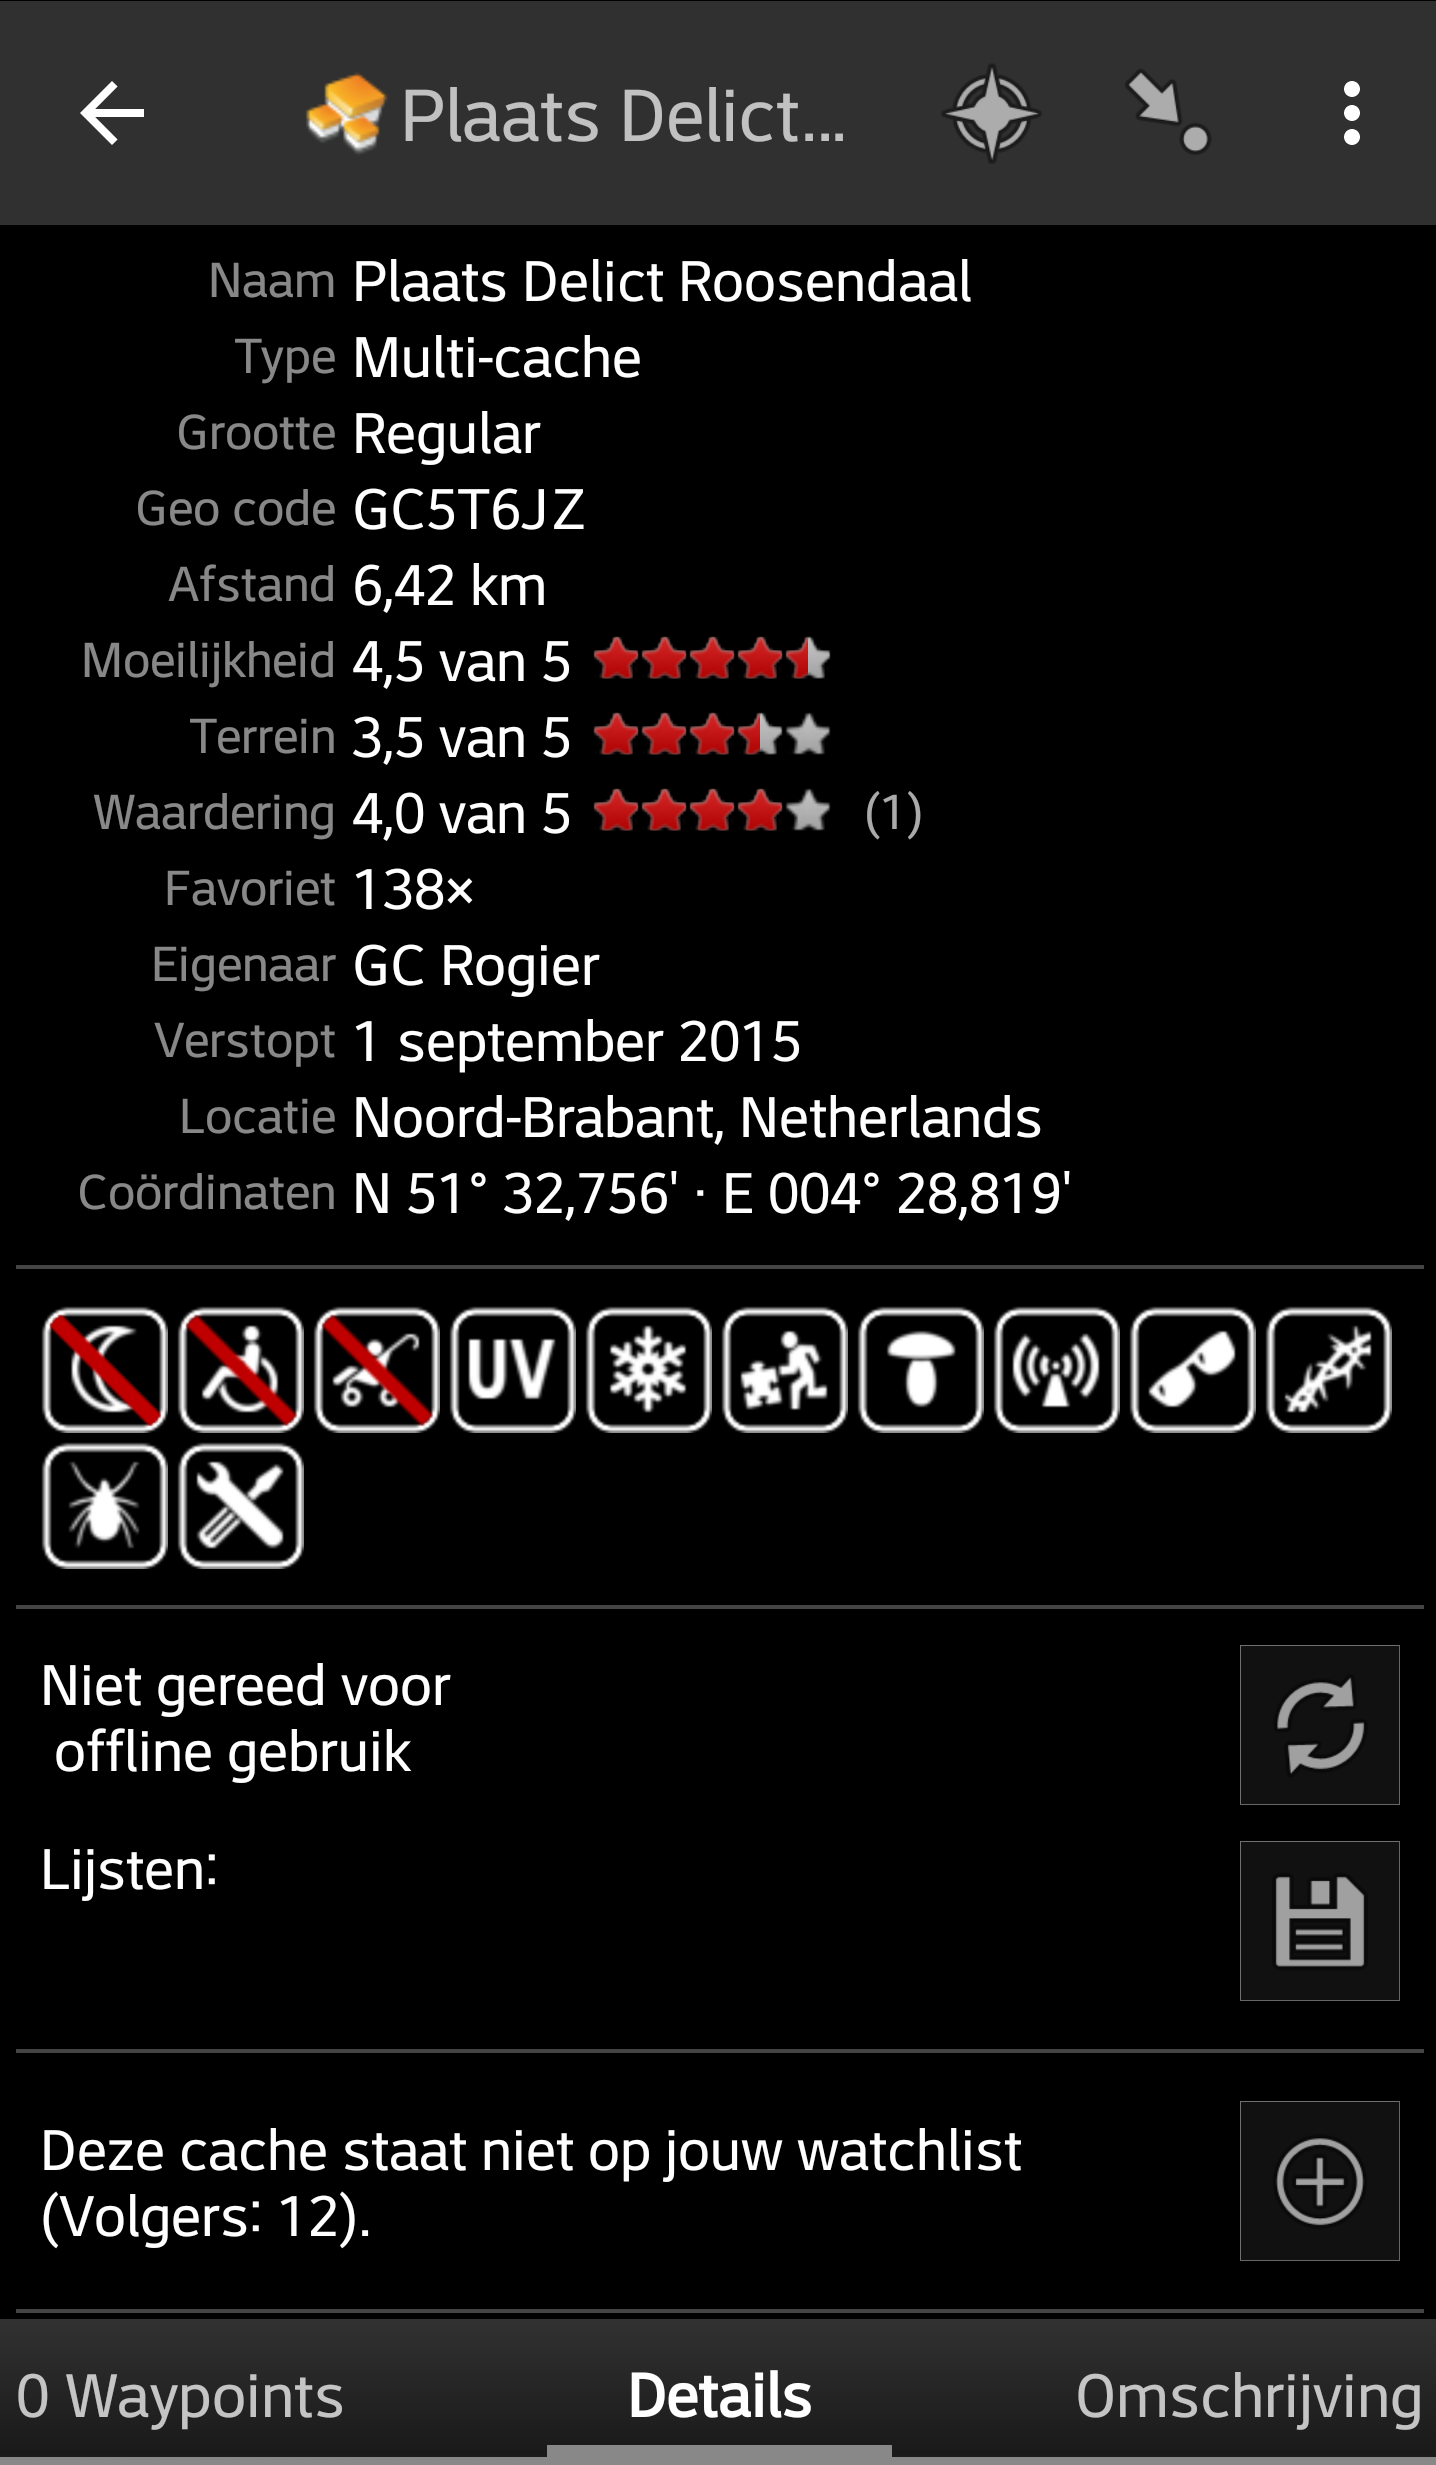 Plaats Delict...
Naam Plaats Delict Roosendaal
Type Multi-cache
Grootte Regular
Geo code GC5T6JZ
Afstand 6,42 km
Moeilijkheid 4,5 van 5
Terrein 3,5 van 5
Waardering 4,0 van 5 (1)
Favoriet 138×
Eigenaar GC Rogier
Verstopt 1 september 2015
Locatie Noord-Brabant, Netherlands
Coördinaten N 51° 32,756' · E 004° 28,819'
UV
Niet gereed voor
offline gebruik
Lijsten:
Deze cache staat niet op jouw watchlist
(Volgers: 12).
0 Waypoints Details Omschrijving